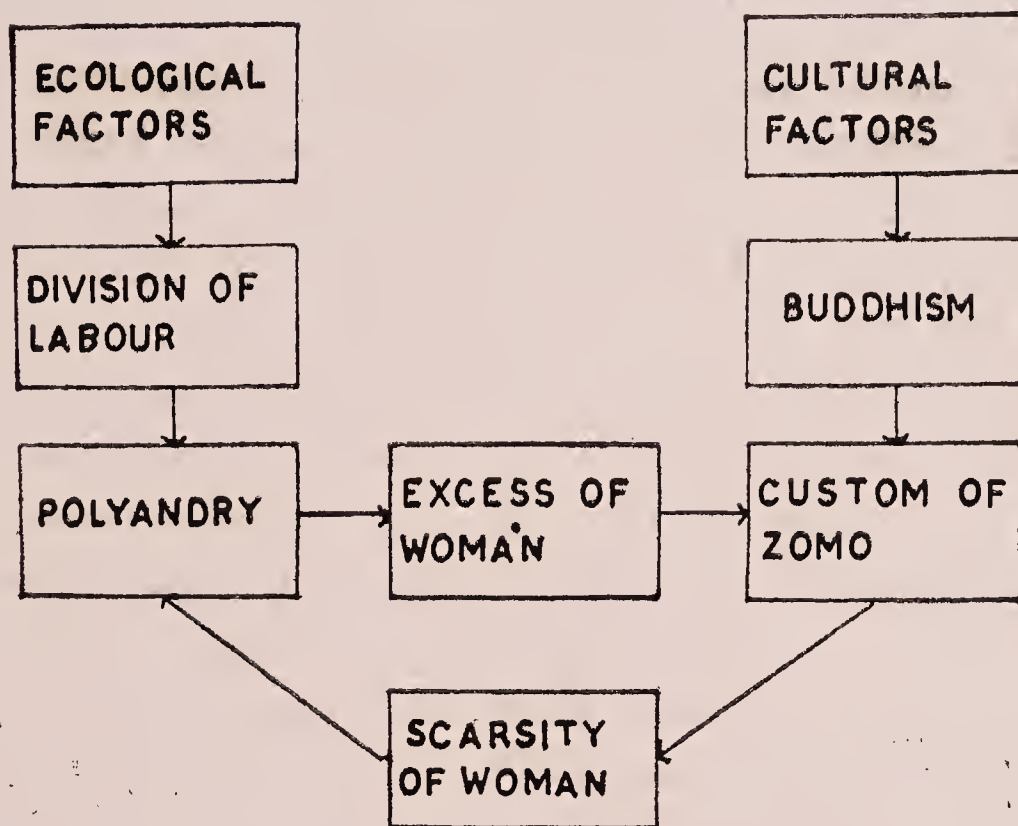 ECOLOGICAL
FACTORS
CULTURAL
FACTORS
DIVISION OF
LABOUR
BUDDHISM
POLYANDRY
EXCESS OF
WOMAN
CUSTOM OF
ZOMO
SCARSITY
OF WOMAN